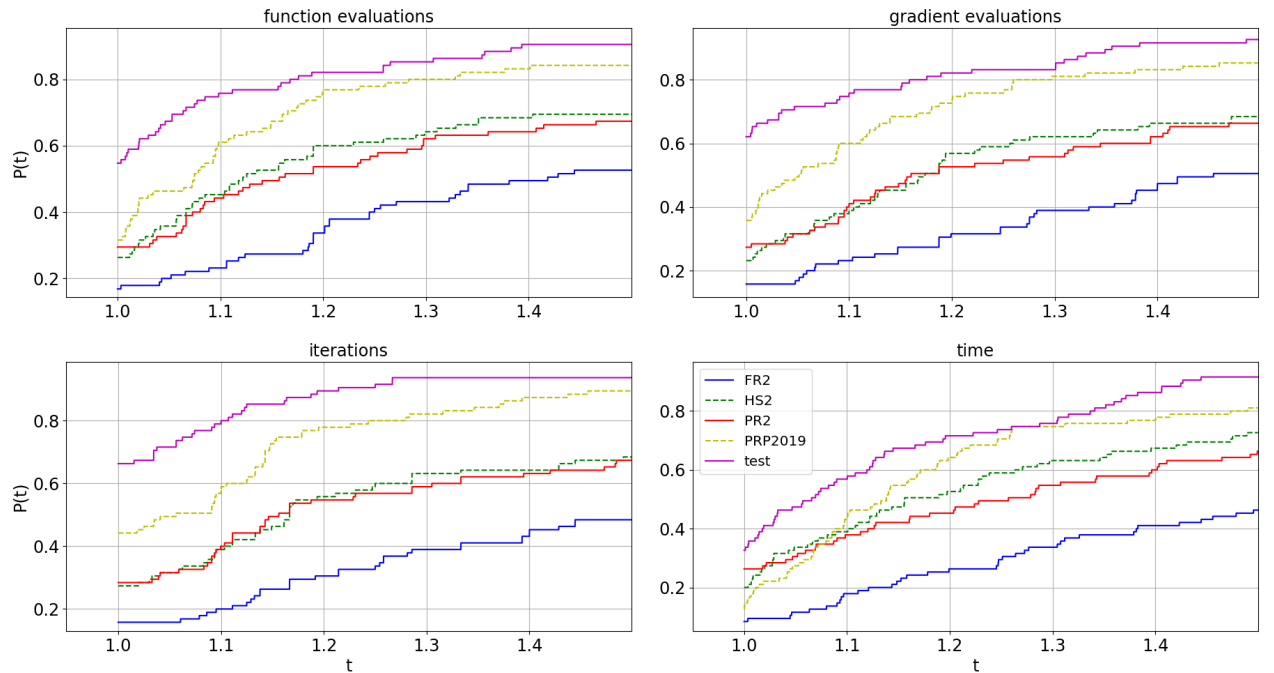 function evaluations
P(t)
0.8
0.6
0.4
0.2
1.0 1.1 1.2 1.3 1.4
gradient evaluations
0.8
0.6
0.4
0.2
1.0 1.1 1.2 1.3 1.4
iterations
P(t)
0.8
0.6
0.4
0.2
1.0 1.1 1.2 1.3 1.4
t
time
FR2
HS2
PR2
PRP2019
test
0.8
0.6
0.4
0.2
1.0 1.1 1.2 1.3 1.4
t